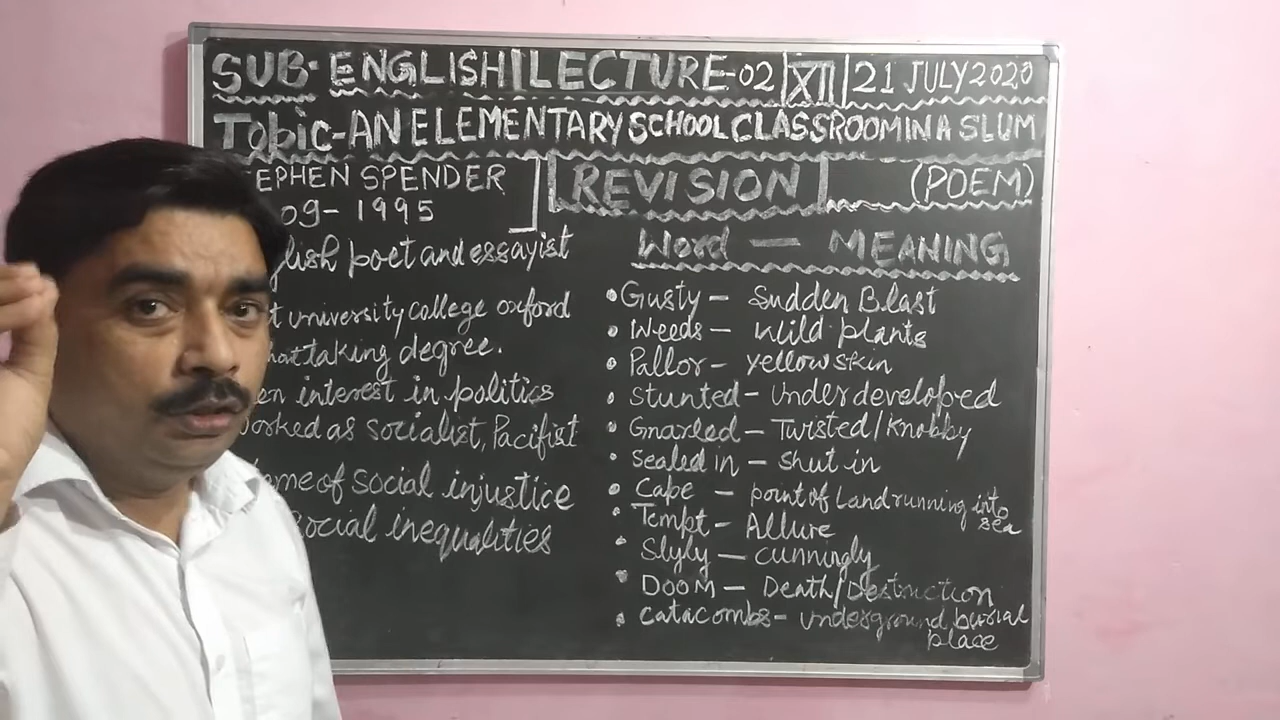 SUB- ENGLISH LECTURE-02 XII 21 JULY 2020
Topic-AN ELEMENTARY SCHOOL CLASSROOM IN A SLUM
EPHEN SPENDER
REVISION
(POEM)
09-1995
glish poet and essayist
t university college oxford
taking degree.
en interest in politics
orked as socialist, Pacifist
eme of social injustice
social inequalities
Word — MEANING
• Gusty — Sudden Blast
• Weeds — Wild plants
• Pallor — yellow skin
• Stunted — Underdeveloped
• Gnarled — Twisted/Knobby
• Sealed in — Shut in
• Cape — point of Land running into sea
• Tempt — Allure
• Slyly — cunningly
• DOOM — Death/Destruction
• Catacombs — underground burial place